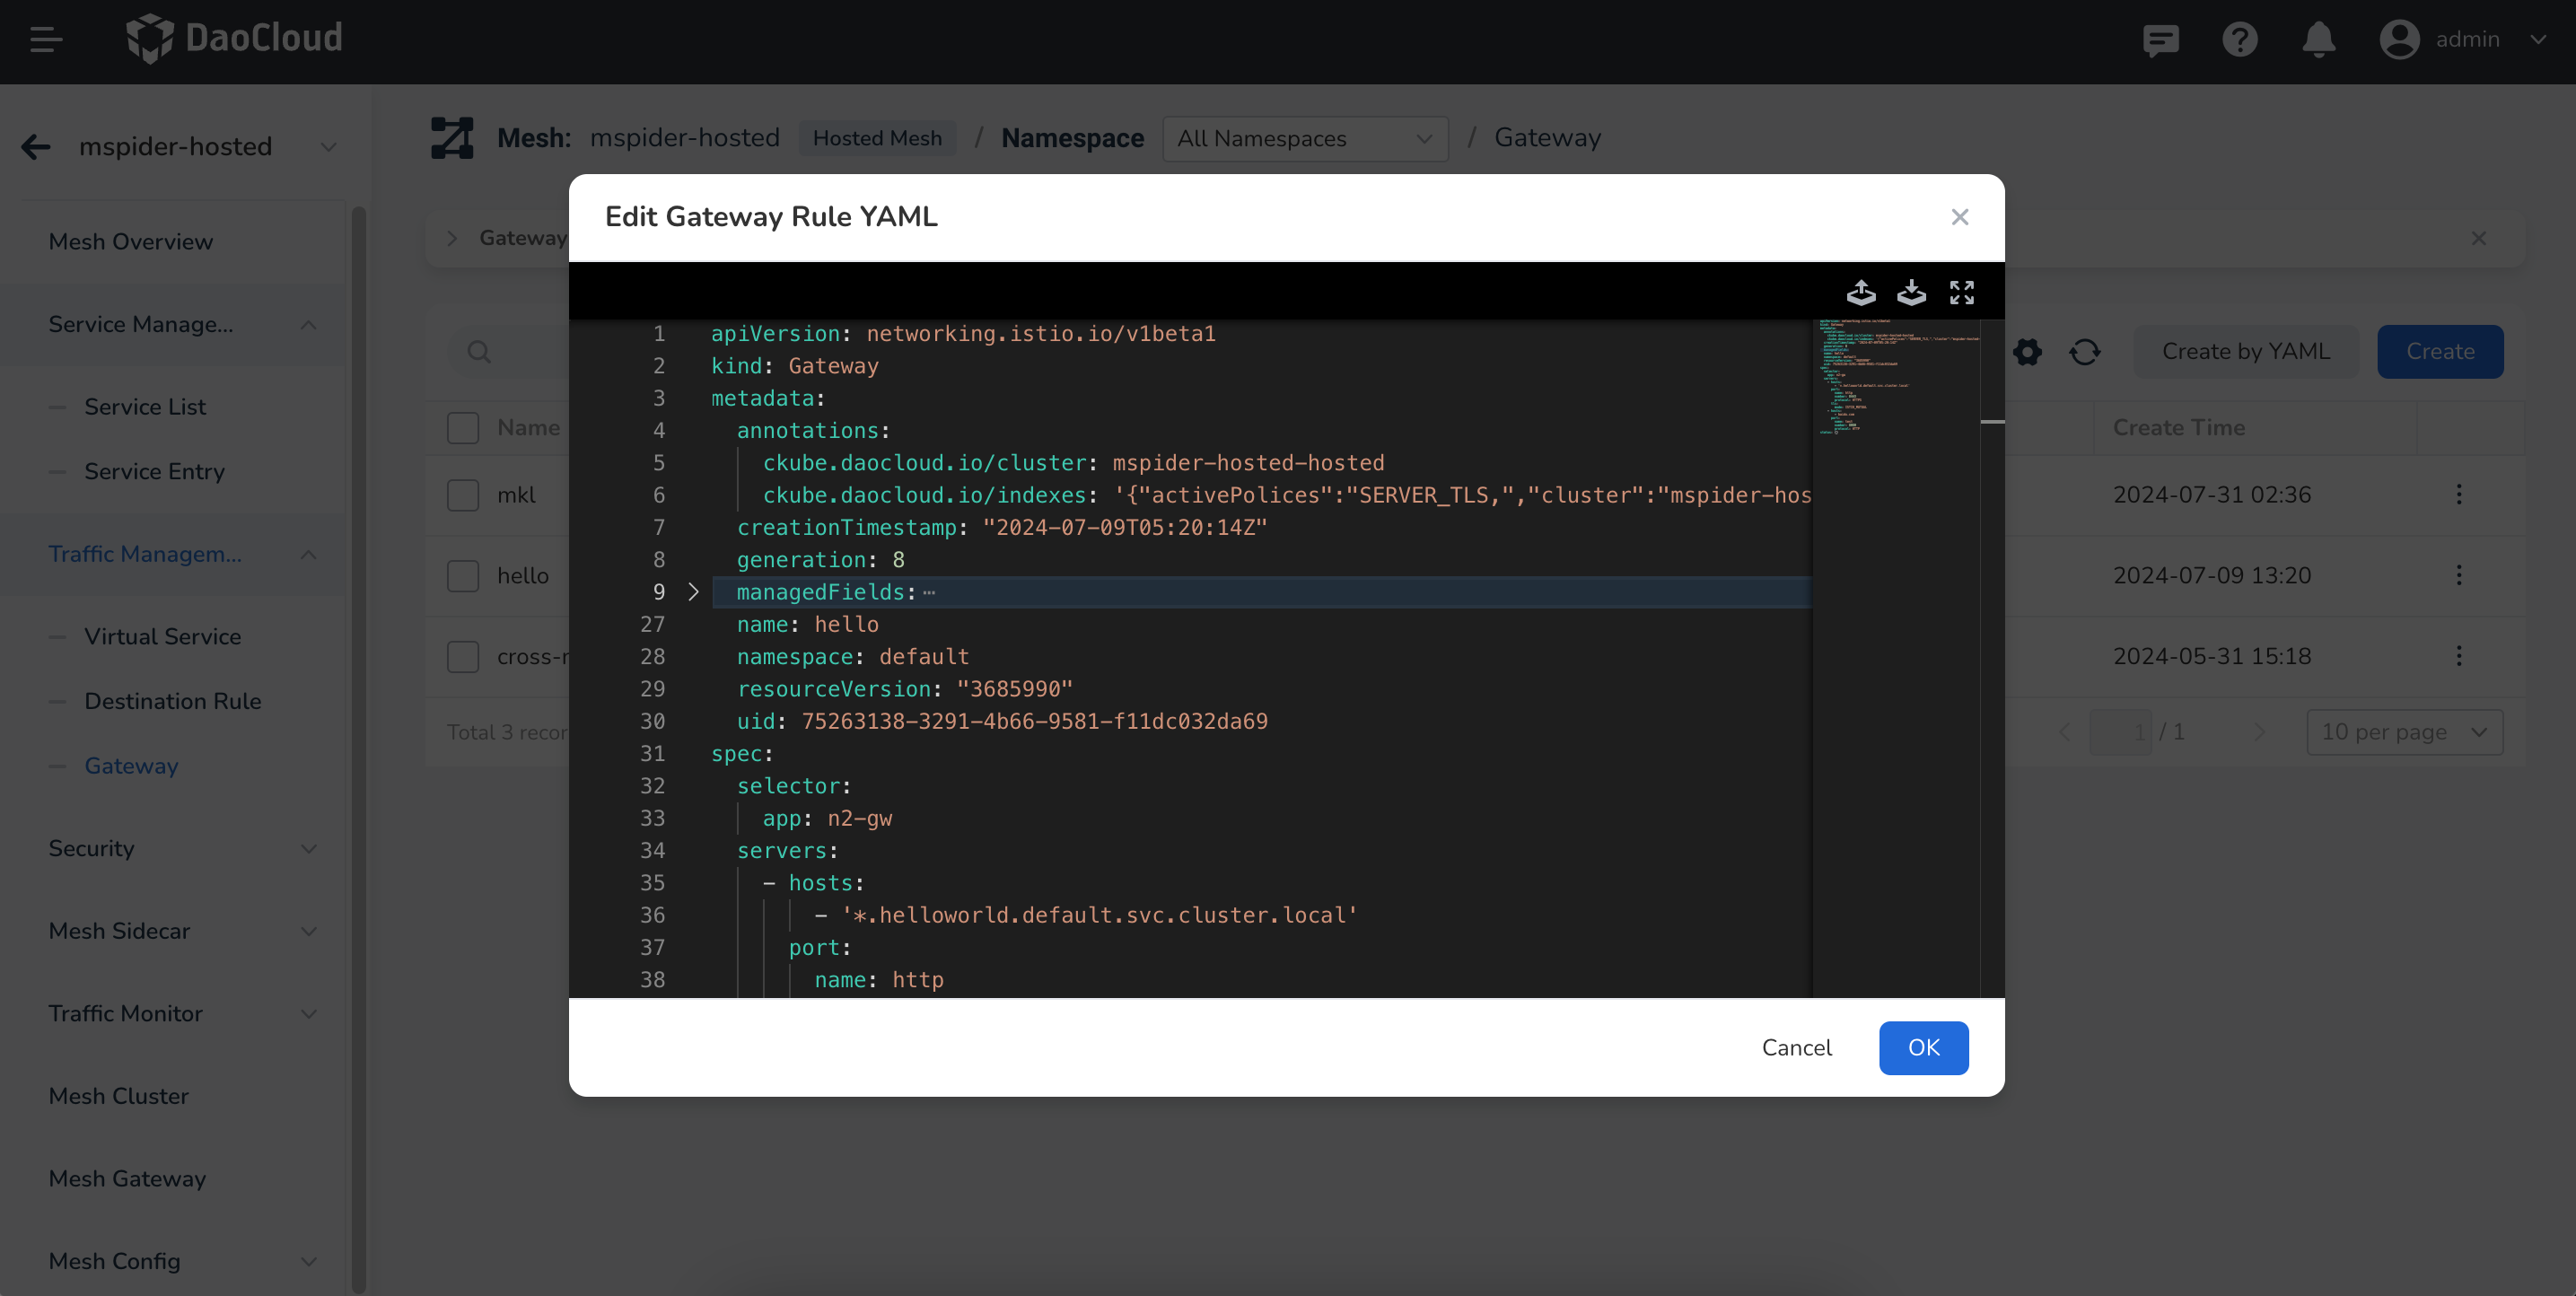 DaoCloud
admin
mspider-hosted
Mesh: mspider-hosted Hosted Mesh / Namespace All Namespaces / Gateway
Mesh Overview
Service Manage...
Service List
Service Entry
Traffic Managem...
Virtual Service
Destination Rule
Gateway
Security
Mesh Sidecar
Traffic Monitor
Mesh Cluster
Mesh Gateway
Mesh Config
Gateway
Create by YAML
Create
Name
Create Time
mkl
2024-07-31 02:36
hello
2024-07-09 13:20
cross-
2024-05-31 15:18
Total 3 recor
1 / 1
10 per page
Edit Gateway Rule YAML
1 apiVersion: networking.istio.io/v1beta1
2 kind: Gateway
3 metadata:
4 annotations:
5 ckube.daocloud.io/cluster: mspider-hosted-hosted
6 ckube.daocloud.io/indexes: '{"activePolices":"SERVER_TLS,","cluster":"mspider-hos
7 creationTimestamp: "2024-07-09T05:20:14Z"
8 generation: 8
9 managedFields:⋯
27 name: hello
28 namespace: default
29 resourceVersion: "3685990"
30 uid: 75263138-3291-4b66-9581-f11dc032da69
31 spec:
32 selector:
33 app: n2-gw
34 servers:
35 - hosts:
36 - '*.helloworld.default.svc.cluster.local'
37 port:
38 name: http
Cancel
OK